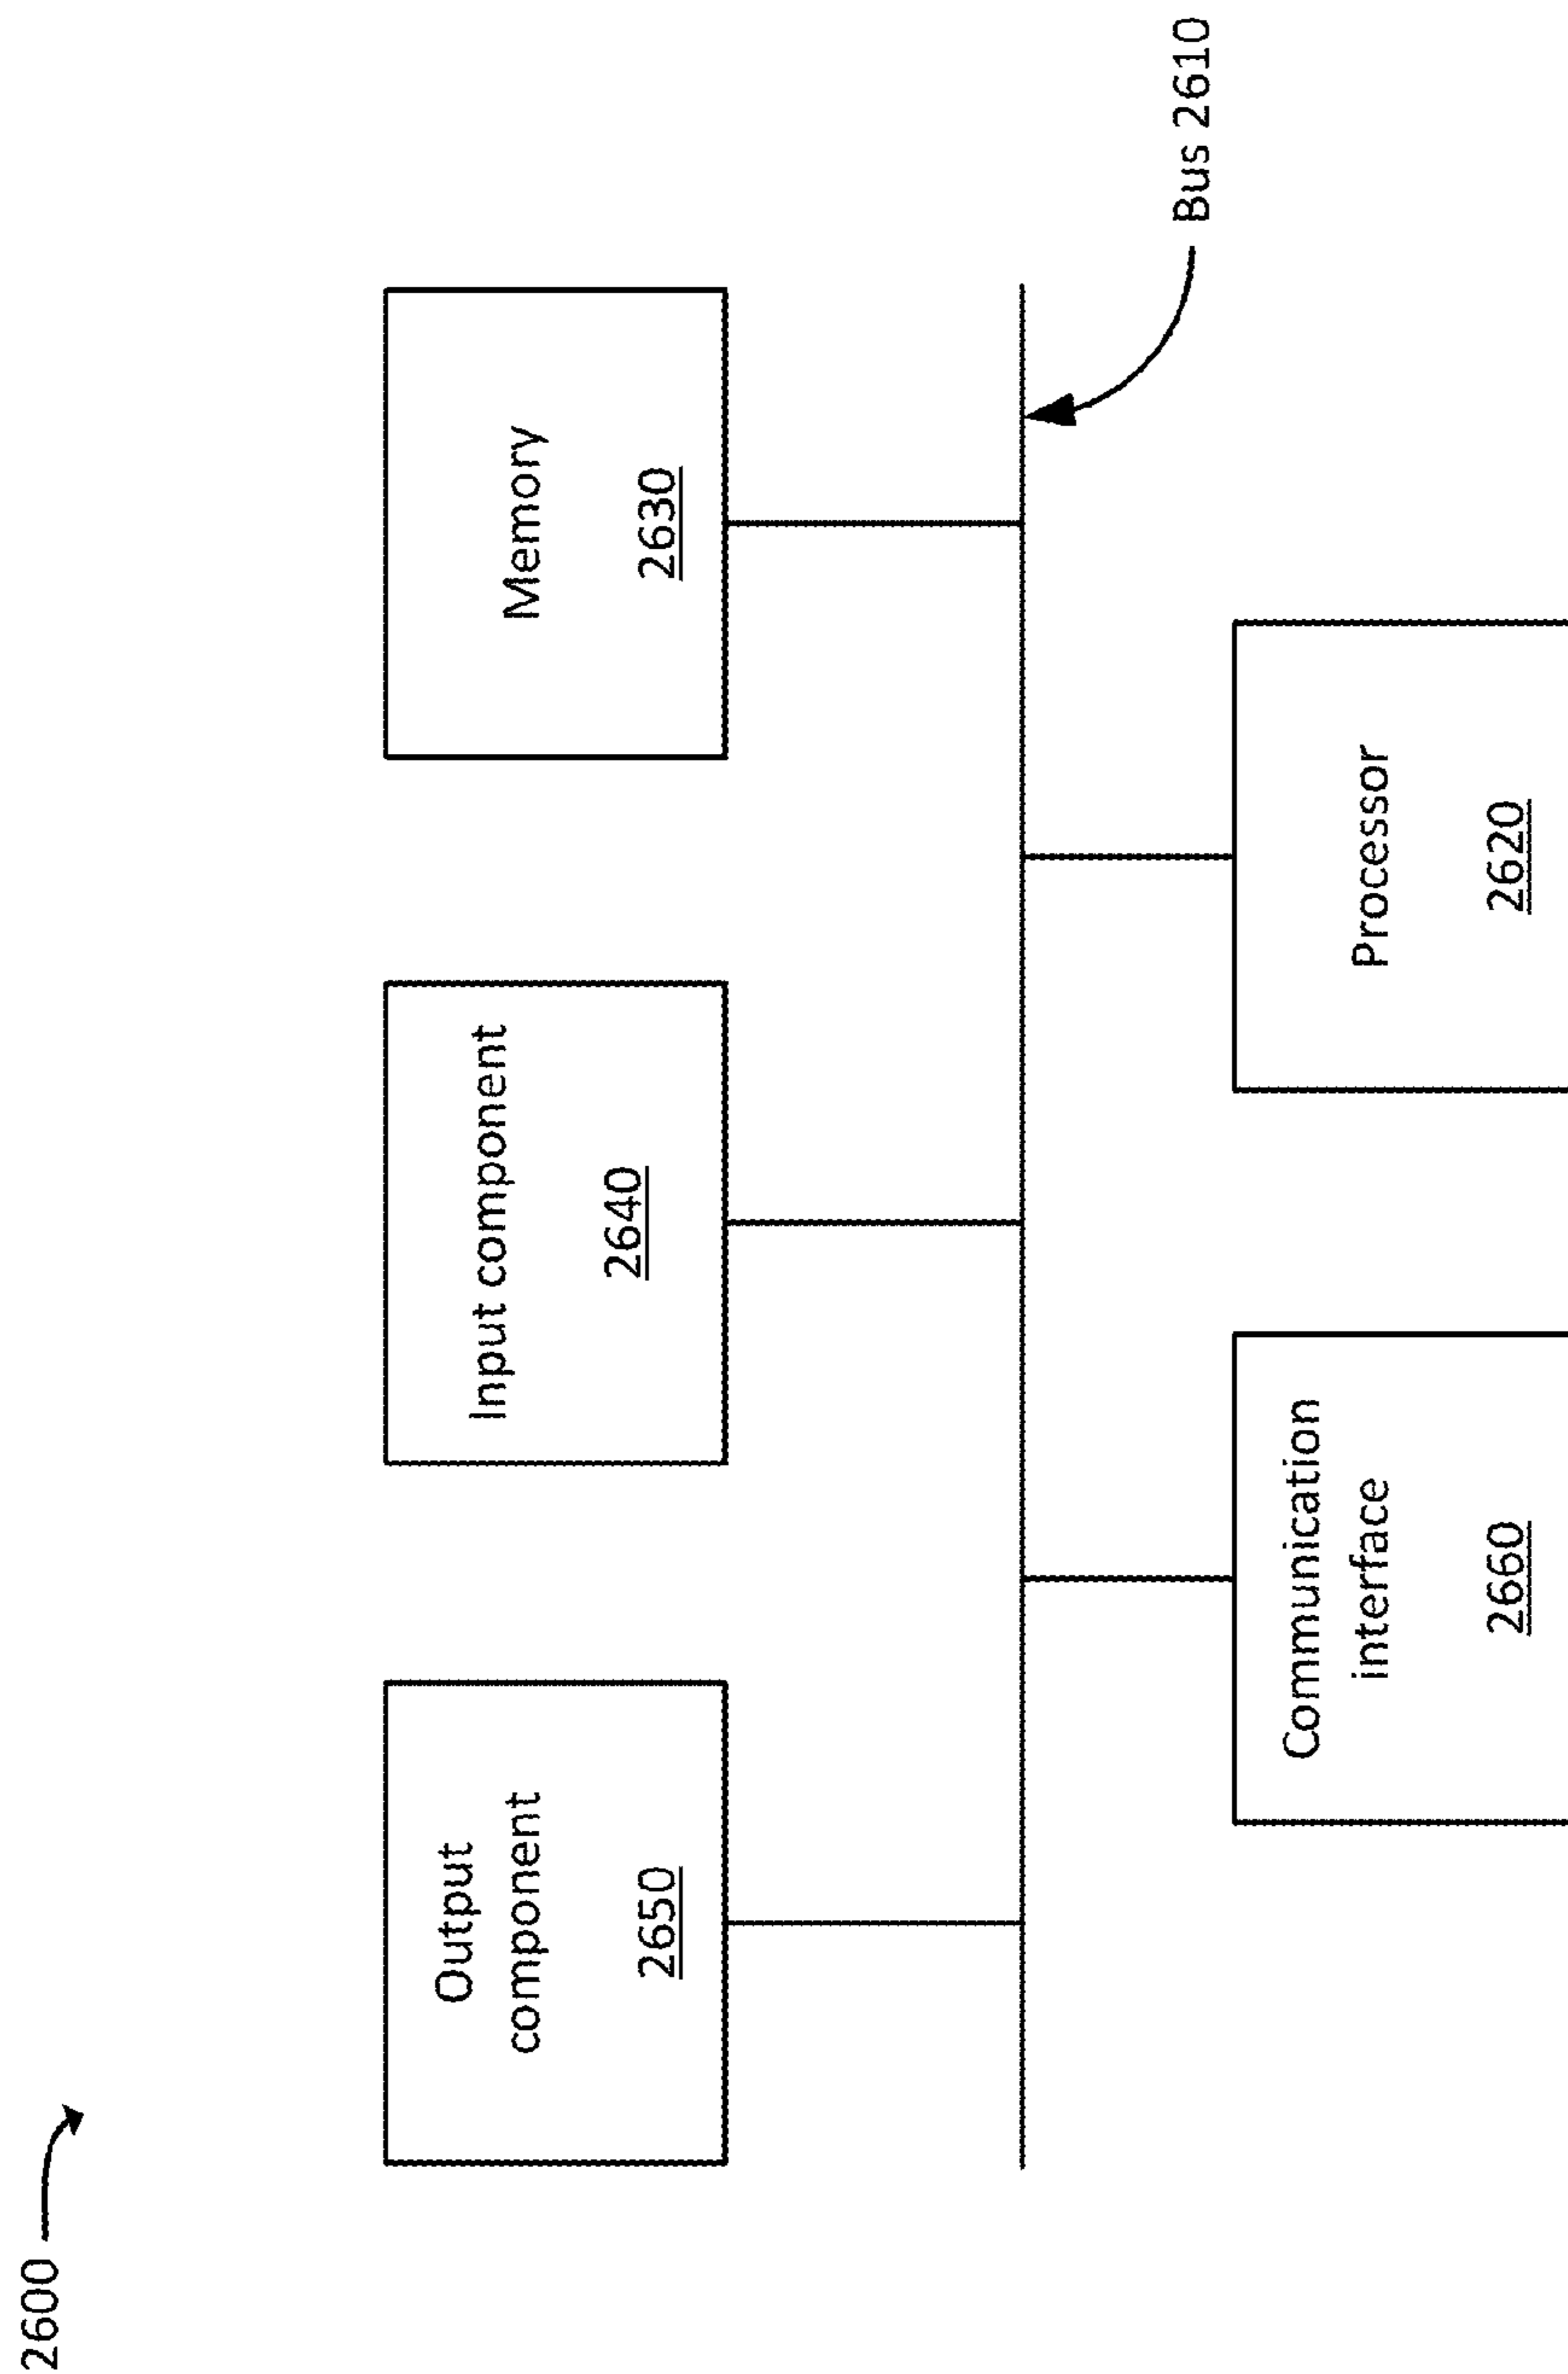 2600
Output
component
2650
Input component
2640
Memory
2630
Communication
interface
2660
Processor
2620
Bus 2610